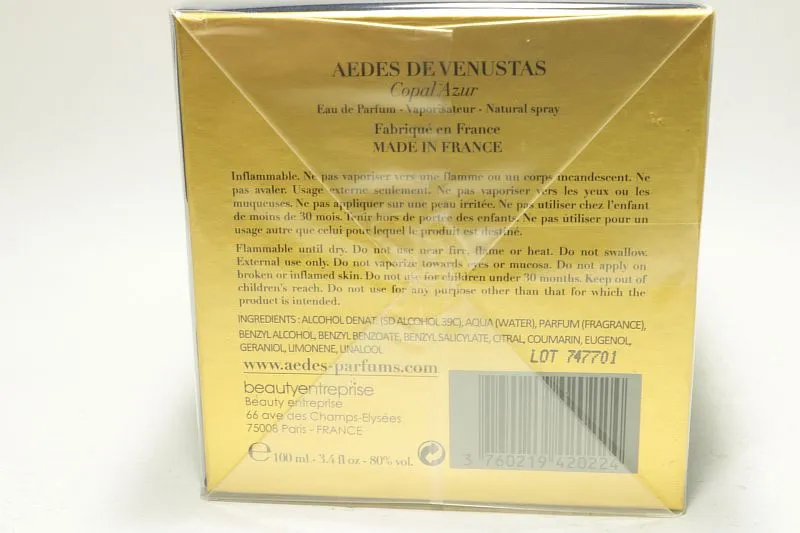 AEDES DE VENUSTAS
Copal Azur
Eau de Parfum - Vaporisateur - Natural spray
Fabriqué en France
MADE IN FRANCE
Inflammable. Ne pas vaporiser vers une flamme ou un corps incandescent. Ne
pas avaler. Usage externe seulement. Ne pas vaporiser vers les yeux ou les
muqueuses. Ne pas appliquer sur une peau irritée. Ne pas utiliser chez l'enfant
de moins de 30 mois. Tenir hors de portée des enfants. Ne pas utiliser pour un
usage autre que celui pour lequel le produit est destiné.
Flammable until dry. Do not use near fire, flame or heat. Do not swallow.
External use only. Do not vaporize towards eyes or mucosa. Do not apply on
broken or inflamed skin. Do not use for children under 30 months. Keep out of
children's reach. Do not use for any purpose other than that for which the
product is intended.
INGREDIENTS : ALCOHOL DENAT. (SD ALCOHOL 39C), AQUA (WATER), PARFUM (FRAGRANCE),
BENZYL ALCOHOL, BENZYL BENZOATE, BENZYL SALICYLATE, CITRAL, COUMARIN, EUGENOL,
GERANIOL, LIMONENE, LINALOOL
LOT 747701
www.aedes-parfums.com
beautyentreprise
Beauty entreprise
66 ave des Champs-Elysées
75008 Paris - FRANCE
e 100 ml - 3.4 fl oz - 80% vol.
3 760219 420224